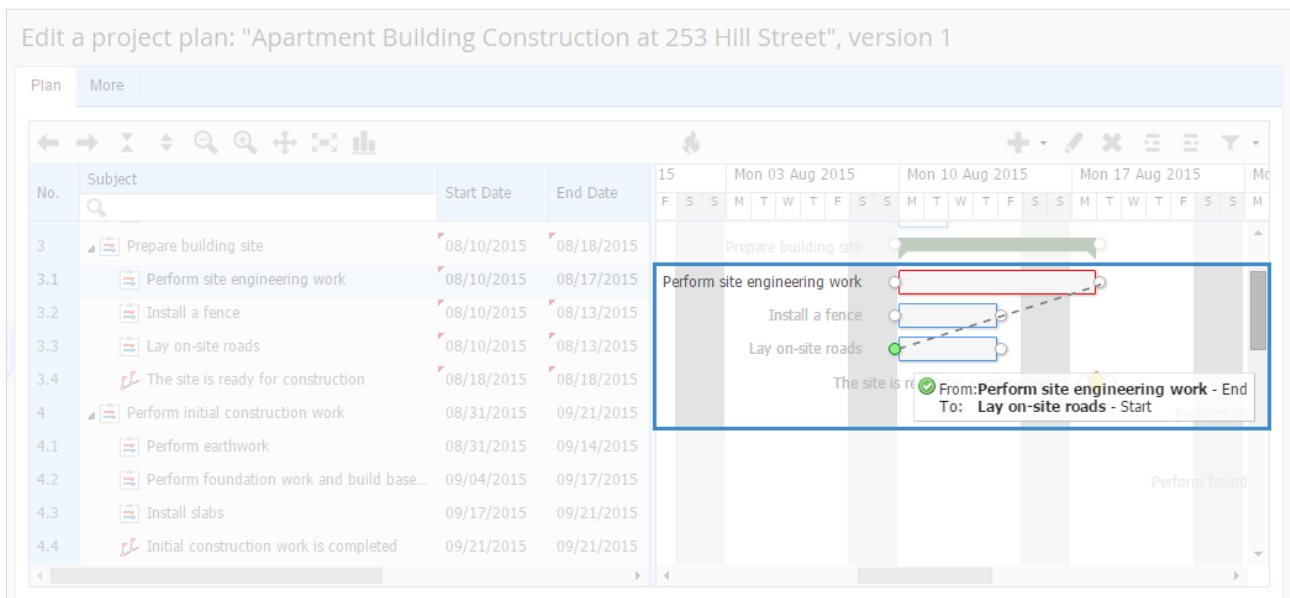 Edit a project plan: "Apartment Building Construction at 253 Hill Street", version 1
Plan More
No. Subject Start Date End Date
15 Mon 03 Aug 2015 Mon 10 Aug 2015 Mon 17 Aug 2015 Mo
F S S M T W T F S S M T W T F S S M T W T F S S M
3 Prepare building site 08/10/2015 08/18/2015 Prepare building site
3.1 Perform site engineering work 08/10/2015 08/17/2015 Perform site engineering work
3.2 Install a fence 08/10/2015 08/13/2015 Install a fence
3.3 Lay on-site roads 08/10/2015 08/13/2015 Lay on-site roads
3.4 The site is ready for construction 08/18/2015 08/18/2015 The site is re
From:Perform site engineering work - End
To: Lay on-site roads - Start
4 Perform initial construction work 08/31/2015 09/21/2015 Perform in
4.1 Perform earthwork 08/31/2015 09/14/2015
4.2 Perform foundation work and build base... 09/04/2015 09/17/2015 Perform found
4.3 Install slabs 09/17/2015 09/21/2015
4.4 Initial construction work is completed 09/21/2015 09/21/2015